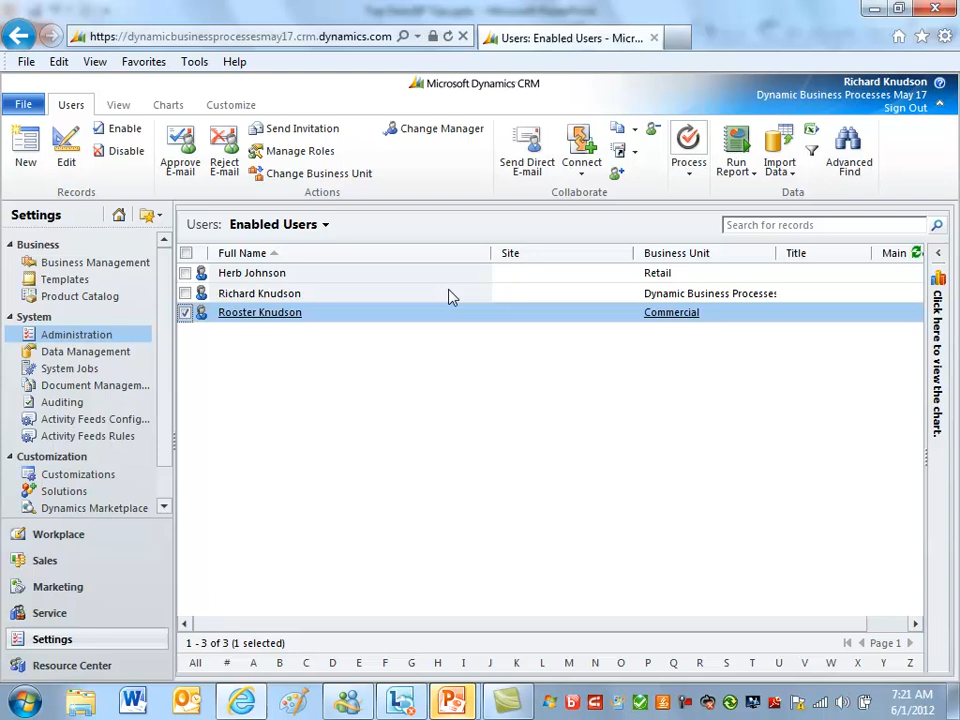 https://dynamicbusinessprocessesmay17.crm.dynamics.com
Users: Enabled Users - Micr...
File Edit View Favorites Tools Help
Microsoft Dynamics CRM
Richard Knudson
Dynamic Business Processes May 17
Sign Out
File Users View Charts Customize
New
Edit
Enable
Disable
Records
Approve E-mail
Reject E-mail
Send Invitation
Manage Roles
Change Business Unit
Change Manager
Actions
Send Direct E-mail
Connect
Collaborate
Process
Run Report
Import Data
Advanced Find
Data
Settings
Business
Business Management
Templates
Product Catalog
System
Administration
Data Management
System Jobs
Document Managem...
Auditing
Activity Feeds Config...
Activity Feeds Rules
Customization
Customizations
Solutions
Dynamics Marketplace
Workplace
Sales
Marketing
Service
Settings
Resource Center
Users: Enabled Users
Search for records
Full Name Site Business Unit Title Main
Herb Johnson Retail
Richard Knudson Dynamic Business Processes
Rooster Knudson Commercial
Click here to view the chart.
1 - 3 of 3 (1 selected)
Page 1
All # A B C D E F G H I J K L M N O P Q R S T U V W X Y Z
7:21 AM
6/1/2012